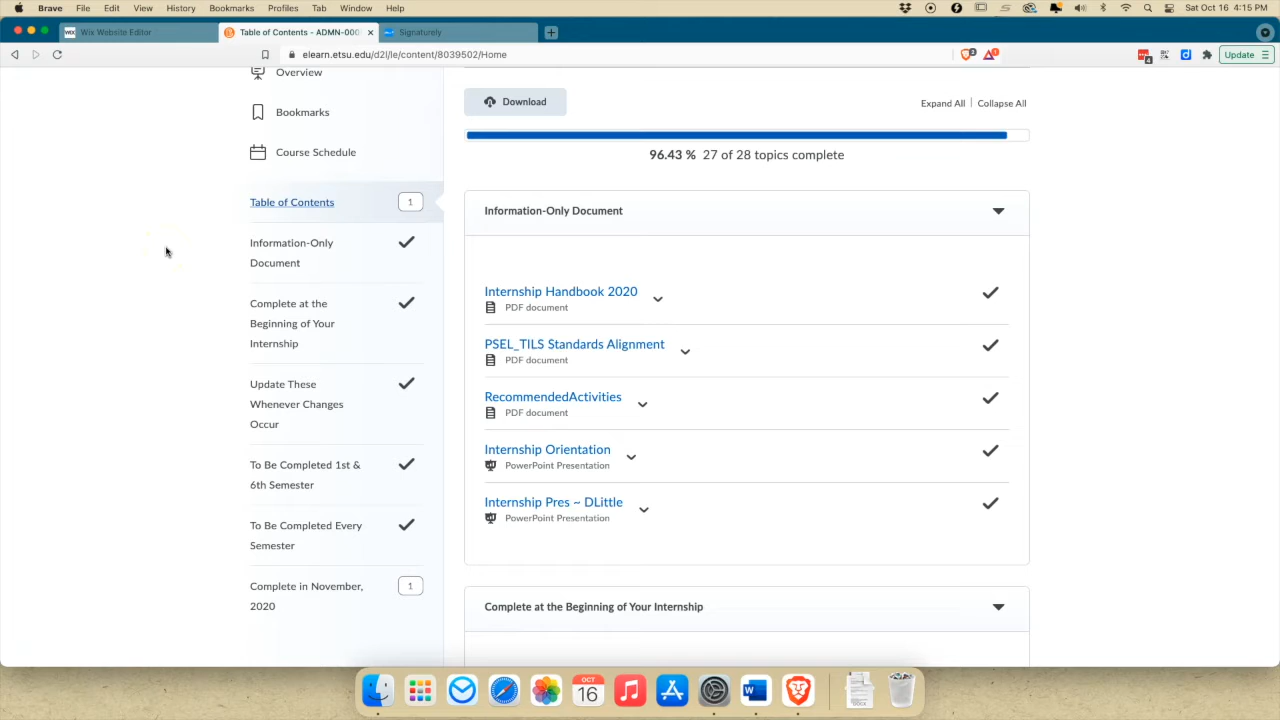 Brave File Edit View History Bookmarks Profiles Tab Window Help Sat Oct 16 4:15 PM
WIX Wix Website Editor
Table of Contents - ADMN-000
Signaturely
elearn.etsu.edu/d2l/le/content/8039502/Home
Update
Overview
Bookmarks
Course Schedule
Table of Contents 1
Information-Only
Document
Complete at the
Beginning of Your
Internship
Update These
Whenever Changes
Occur
To Be Completed 1st &
6th Semester
To Be Completed Every
Semester
Complete in November, 1
2020
Download
Expand All | Collapse All
96.43 % 27 of 28 topics complete
Information-Only Document
Internship Handbook 2020
PDF document
PSEL_TILS Standards Alignment
PDF document
RecommendedActivities
PDF document
Internship Orientation
PowerPoint Presentation
Internship Pres ~ DLittle
PowerPoint Presentation
Complete at the Beginning of Your Internship
OCT
16
W